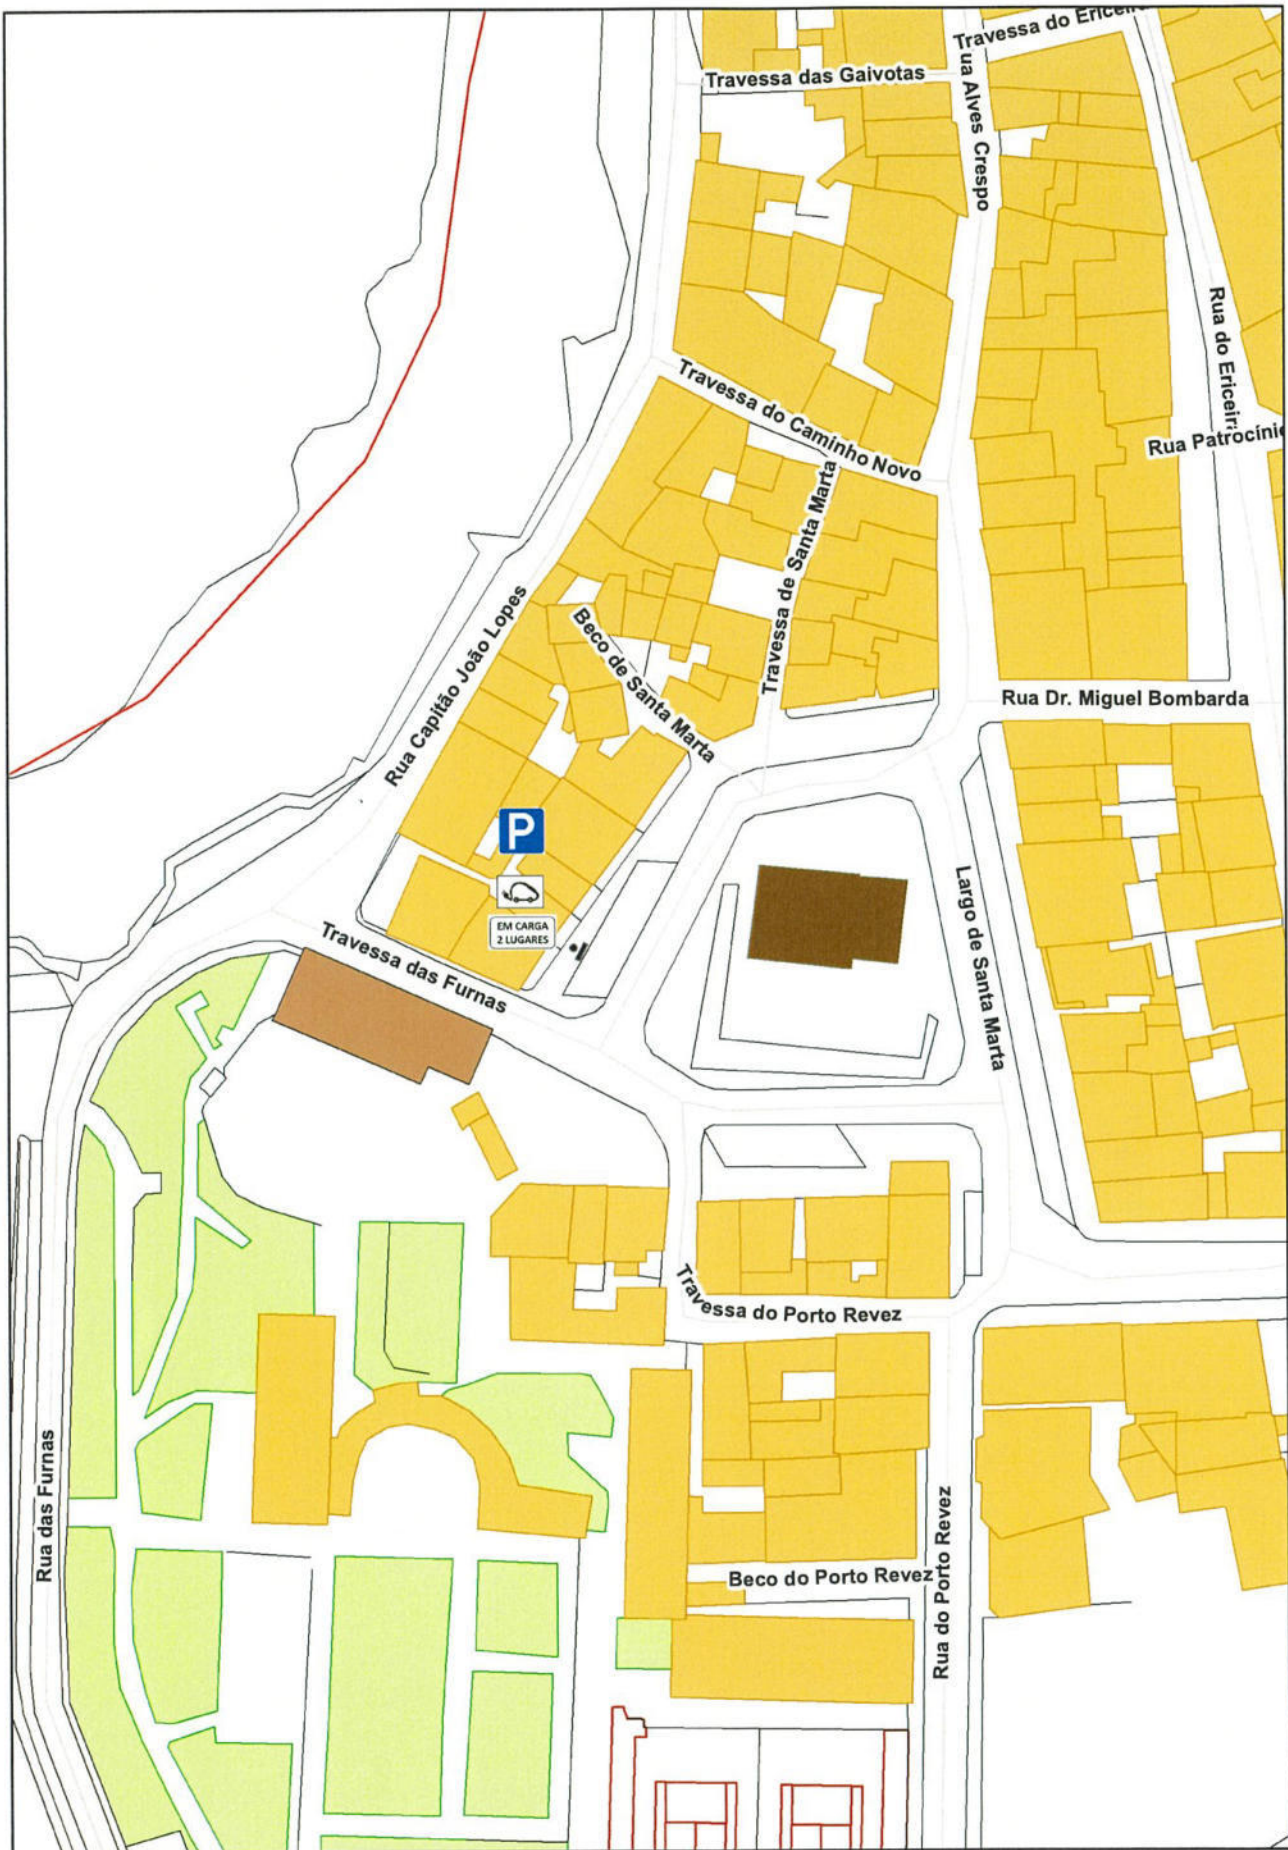 Travessa do Ericeir
Travessa das Gaivotas
ua Alves Crespo
Rua do Ericeir
Travessa do Caminho Novo
Rua Patrocíni
Travessa de Santa Marta
Rua Capitão João Lopes
Beco de Santa Marta
Rua Dr. Miguel Bombarda
P
EM CARGA
2 LUGARES
Largo de Santa Marta
Travessa das Furnas
Travessa do Porto Revez
Rua das Furnas
Beco do Porto Revez
Rua do Porto Revez